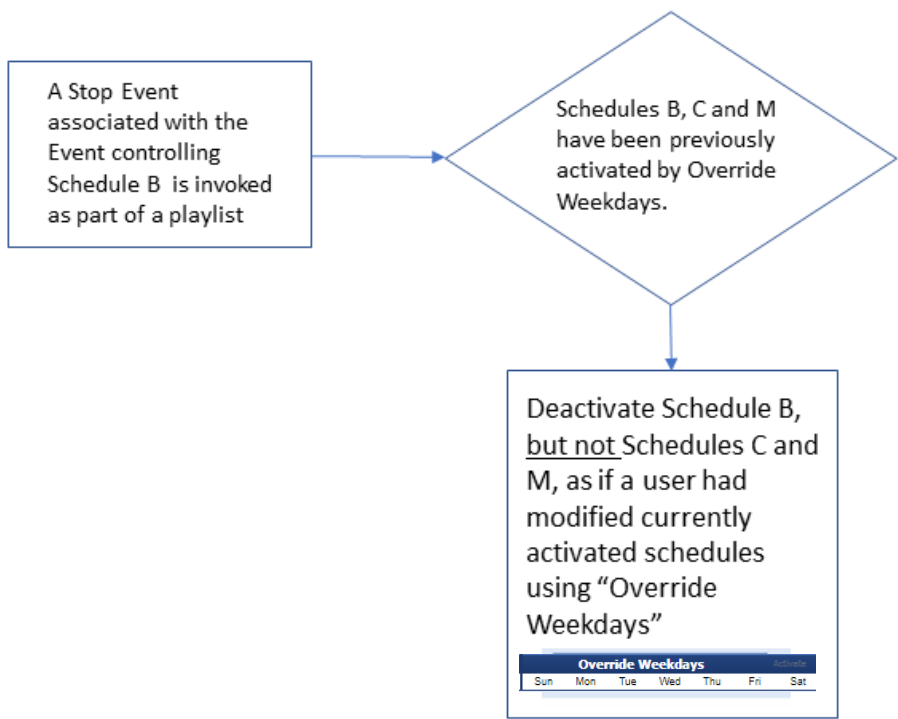 A Stop Event
associated with the
Event controlling
Schedule B is invoked
as part of a playlist
Schedules B, C and M
have been previously
activated by Override
Weekdays.
Deactivate Schedule B,
but not Schedules C and
M, as if a user had
modified currently
activated schedules
using “Override
Weekdays”
Override Weekdays Activate
Sun Mon Tue Wed Thu Fri Sat